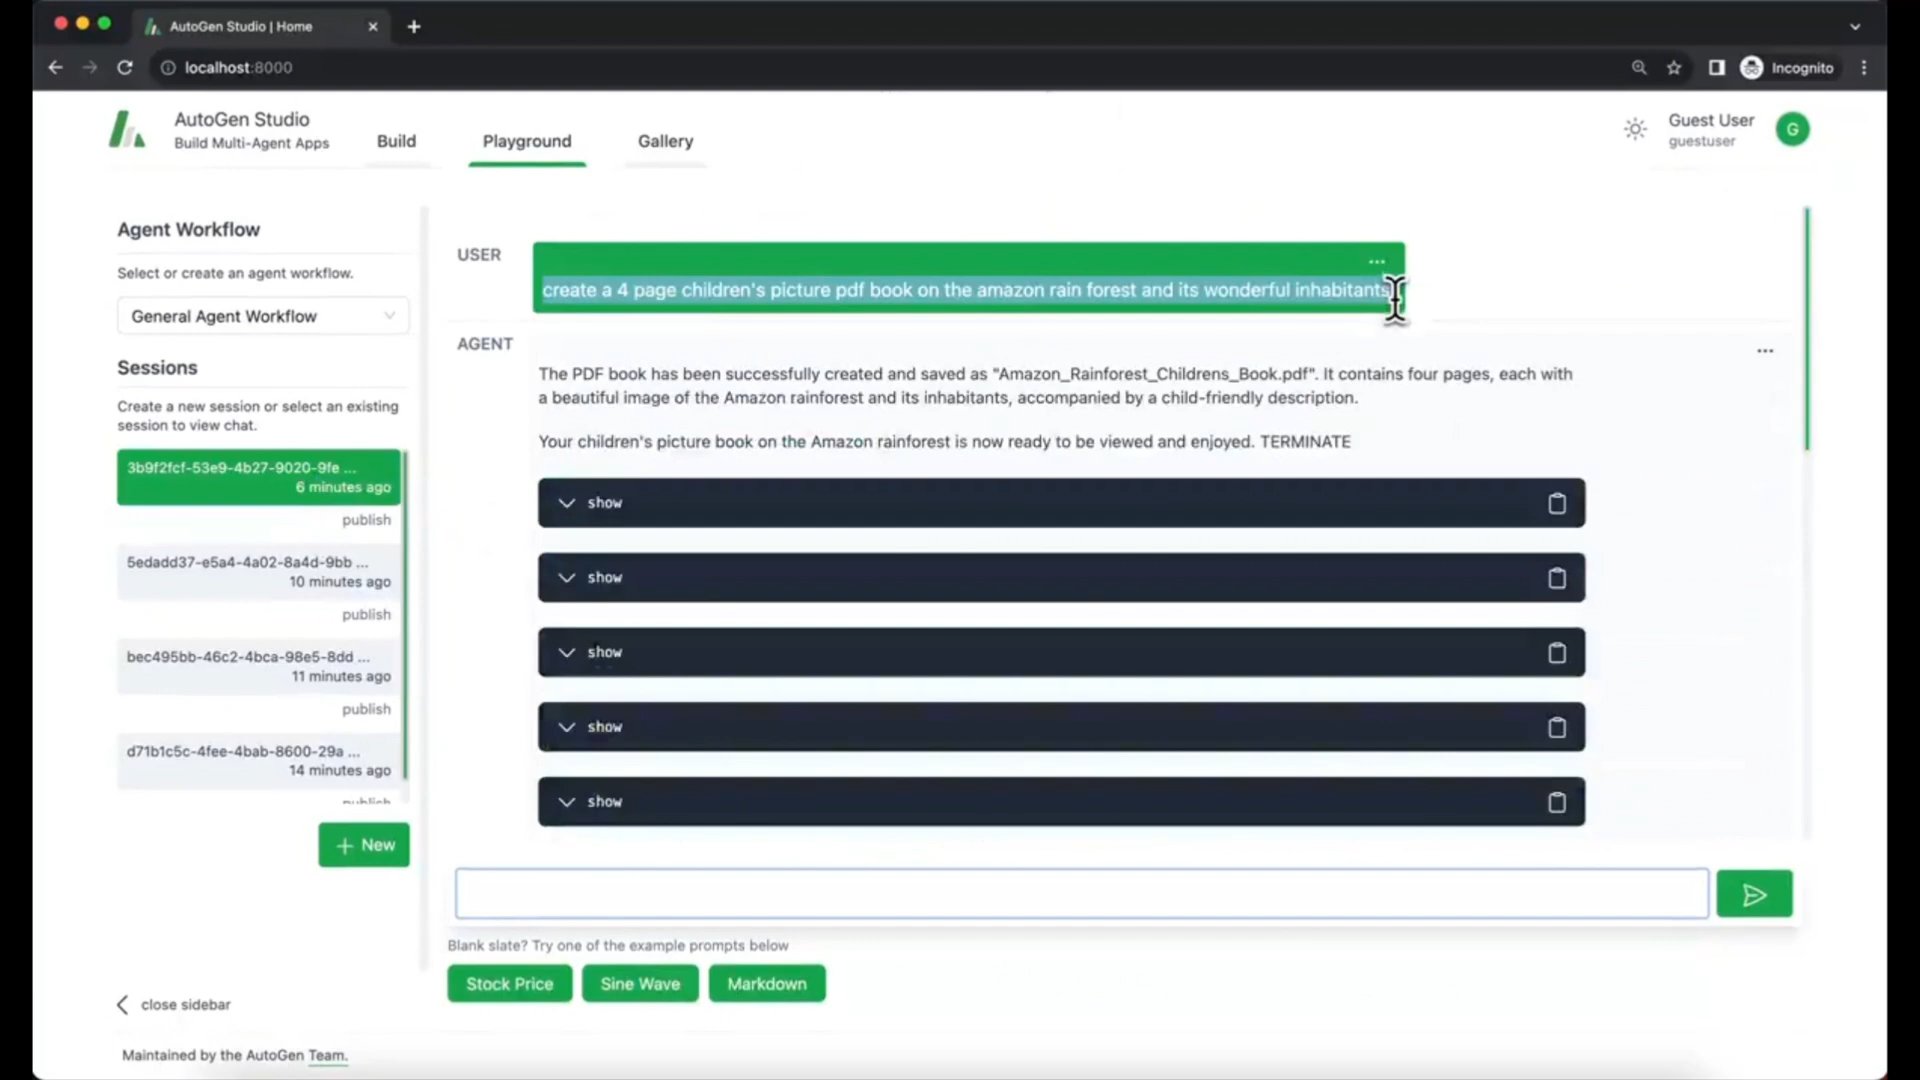 AutoGen Studio | Home
localhost:8000
Incognito
AutoGen Studio
Build Multi-Agent Apps
Build
Playground
Gallery
Guest User
guestuser
G
Agent Workflow
Select or create an agent workflow.
General Agent Workflow
Sessions
Create a new session or select an existing
session to view chat.
3b9f2fcf-53e9-4b27-9020-9fe ...
6 minutes ago
publish
5edadd37-e5a4-4a02-8a4d-9bb ...
10 minutes ago
publish
bec495bb-46c2-4bca-98e5-8dd ...
11 minutes ago
publish
d71b1c5c-4fee-4bab-8600-29a ...
14 minutes ago
publish
+ New
close sidebar
Maintained by the AutoGen Team.
USER
create a 4 page children's picture pdf book on the amazon rain forest and its wonderful inhabitants
AGENT
The PDF book has been successfully created and saved as "Amazon_Rainforest_Childrens_Book.pdf". It contains four pages, each with
a beautiful image of the Amazon rainforest and its inhabitants, accompanied by a child-friendly description.
Your children's picture book on the Amazon rainforest is now ready to be viewed and enjoyed. TERMINATE
show
show
show
show
show
Blank slate? Try one of the example prompts below
Stock Price
Sine Wave
Markdown